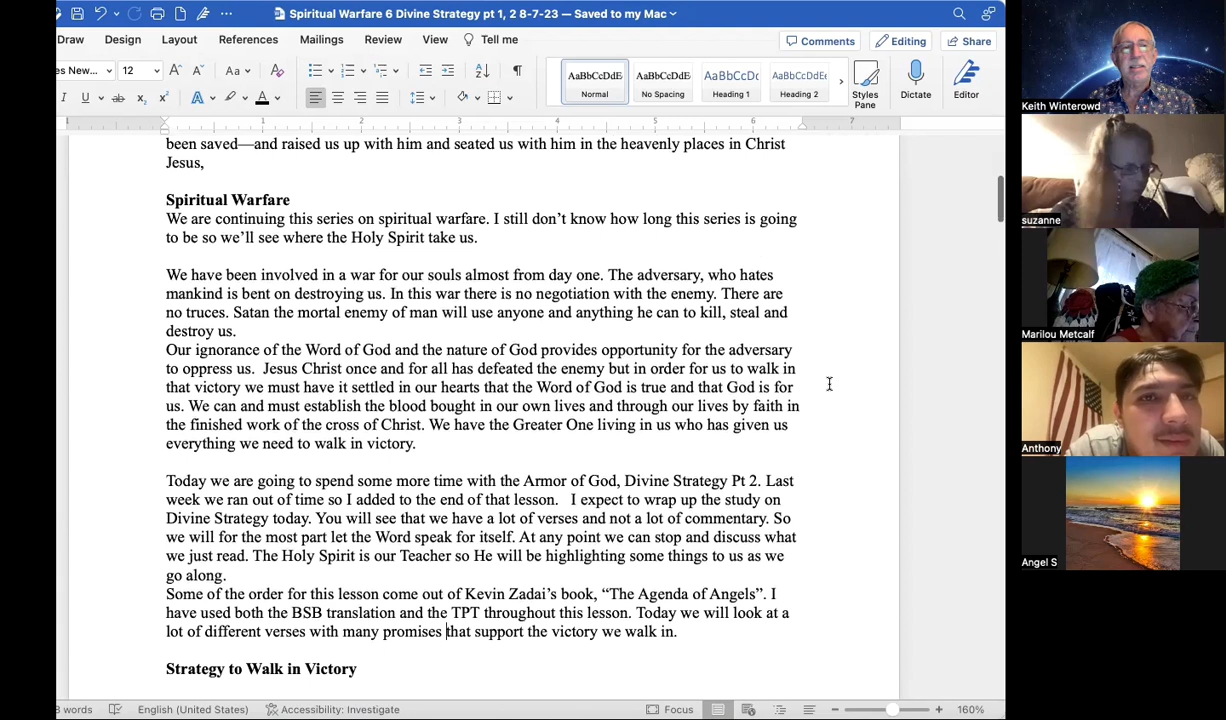 Spiritual Warfare 6 Divine Strategy pt 1, 2 8-7-23 — Saved to my Mac
Draw Design Layout References Mailings Review View Tell me
Comments Editing Share
es New... 12 Aa
AaBbCcDdE AaBbCcDdE AaBbCcDc AaBbCcDdE
Normal No Spacing Heading 1 Heading 2
Styles Pane Dictate Editor
1 2 3 4 5 6 7
been saved—and raised us up with him and seated us with him in the heavenly places in Christ
Jesus,
Spiritual Warfare
We are continuing this series on spiritual warfare. I still don’t know how long this series is going
to be so we’ll see where the Holy Spirit take us.
We have been involved in a war for our souls almost from day one. The adversary, who hates
mankind is bent on destroying us. In this war there is no negotiation with the enemy. There are
no truces. Satan the mortal enemy of man will use anyone and anything he can to kill, steal and
destroy us.
Our ignorance of the Word of God and the nature of God provides opportunity for the adversary
to oppress us. Jesus Christ once and for all has defeated the enemy but in order for us to walk in
that victory we must have it settled in our hearts that the Word of God is true and that God is for
us. We can and must establish the blood bought in our own lives and through our lives by faith in
the finished work of the cross of Christ. We have the Greater One living in us who has given us
everything we need to walk in victory.
Today we are going to spend some more time with the Armor of God, Divine Strategy Pt 2. Last
week we ran out of time so I added to the end of that lesson. I expect to wrap up the study on
Divine Strategy today. You will see that we have a lot of verses and not a lot of commentary. So
we will for the most part let the Word speak for itself. At any point we can stop and discuss what
we just read. The Holy Spirit is our Teacher so He will be highlighting some things to us as we
go along.
Some of the order for this lesson come out of Kevin Zadai’s book, “The Agenda of Angels”. I
have used both the BSB translation and the TPT throughout this lesson. Today we will look at a
lot of different verses with many promises that support the victory we walk in.
Strategy to Walk in Victory
words English (United States) Accessibility: Investigate Focus 160%
Keith Winterowd
suzanne
Marilou Metcalf
Anthony
Angel S